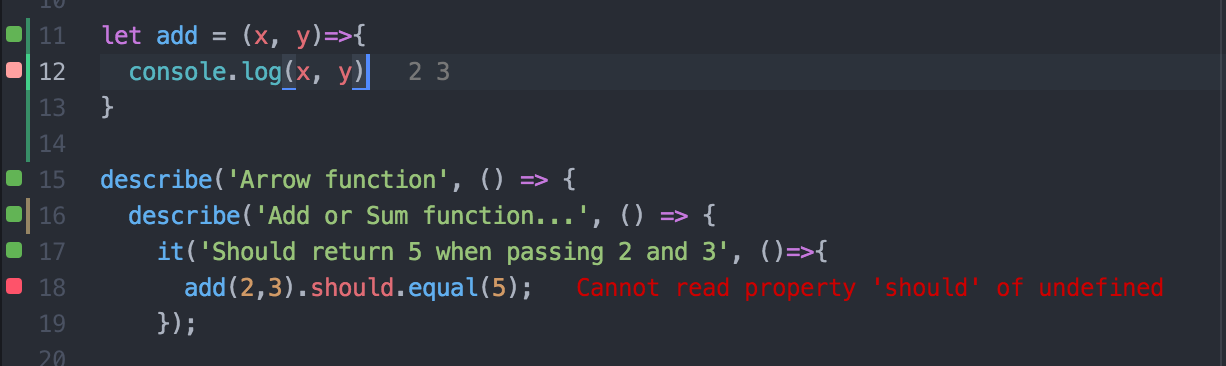 10
11 let add = (x, y)=>{
12 console.log(x, y) 2 3
13 }
14
15 describe('Arrow function', () => {
16 describe('Add or Sum function...', () => {
17 it('Should return 5 when passing 2 and 3', ()=>{
18 add(2,3).should.equal(5); Cannot read property 'should' of undefined
19 });
20